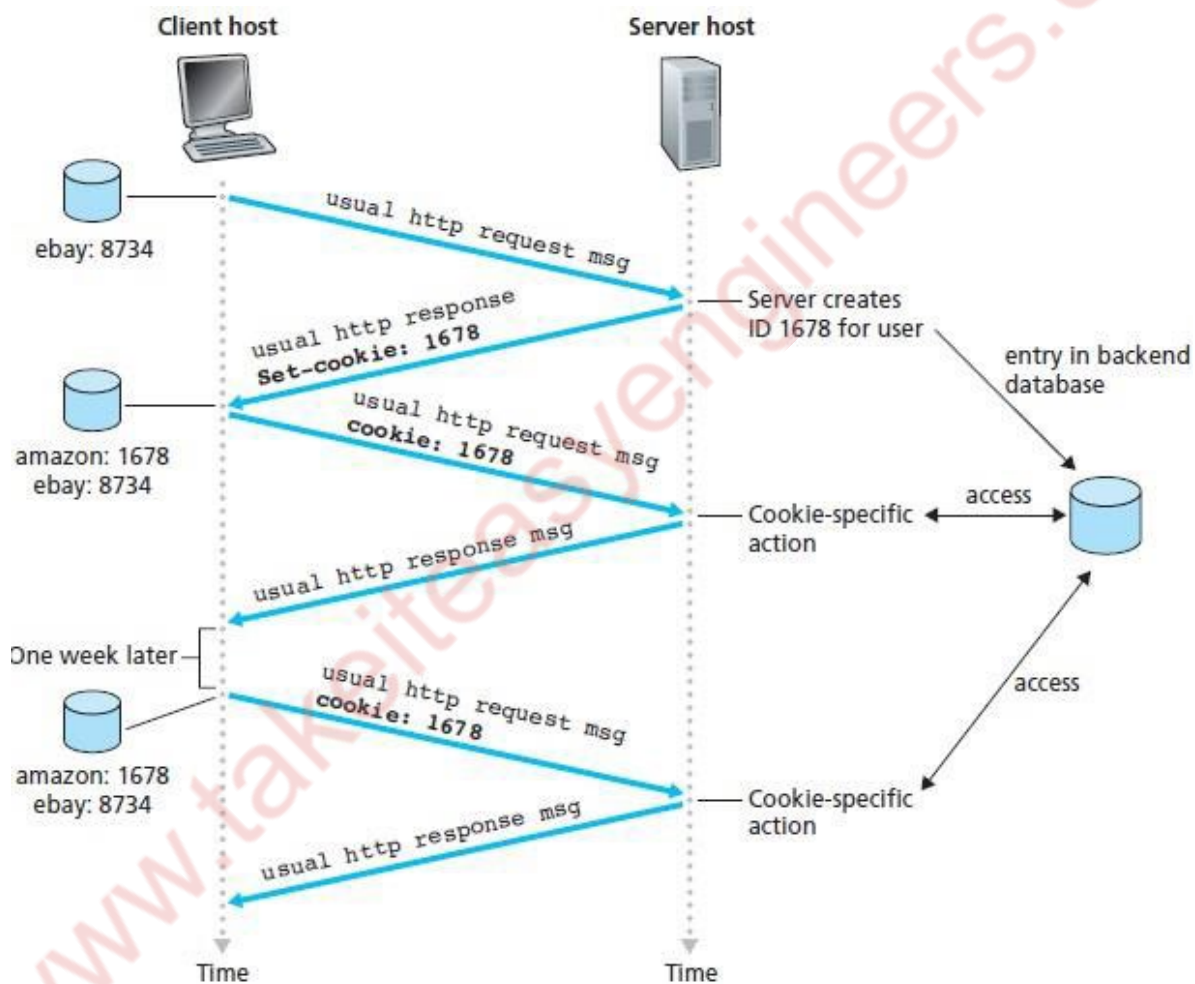 Client host
Server host
usual http request msg
ebay: 8734
Server creates
ID 1678 for user
usual http response
Set-cookie: 1678
entry in backend
database
usual http request msg
cookie: 1678
amazon: 1678
ebay: 8734
access
Cookie-specific
action
usual http response msg
One week later
usual http request msg
cookie: 1678
access
amazon: 1678
ebay: 8734
Cookie-specific
action
usual http response msg
Time
Time
www.takeiteasyengineers.c